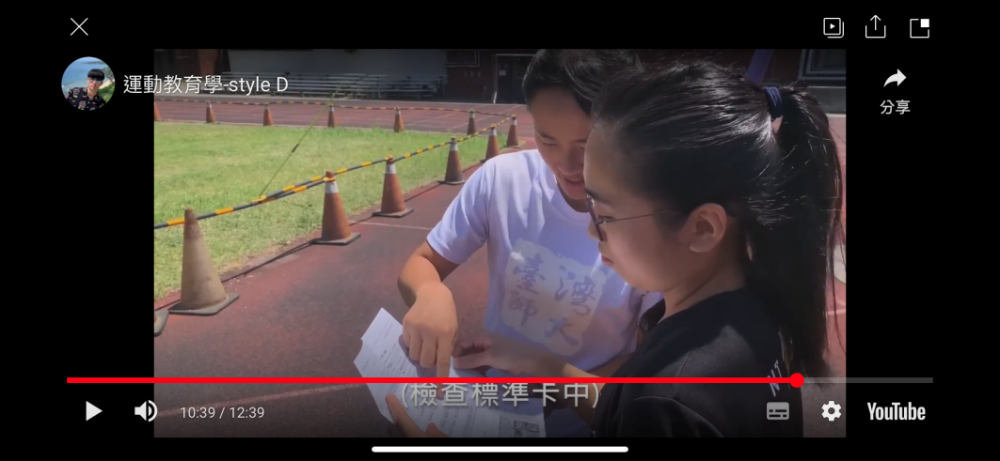 運動教育學-style D
分享
臺灣
師大
(檢查標準卡中)
10:39 / 12:39
YouTube